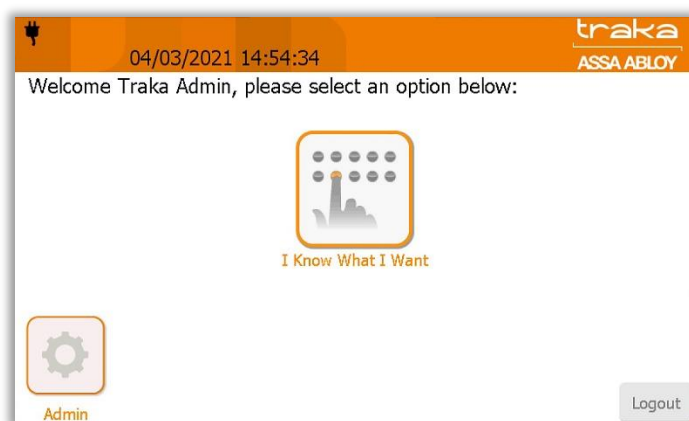 traka
04/03/2021 14:54:34
ASSA ABLOY
Welcome Traka Admin, please select an option below:
I Know What I Want
Admin
Logout